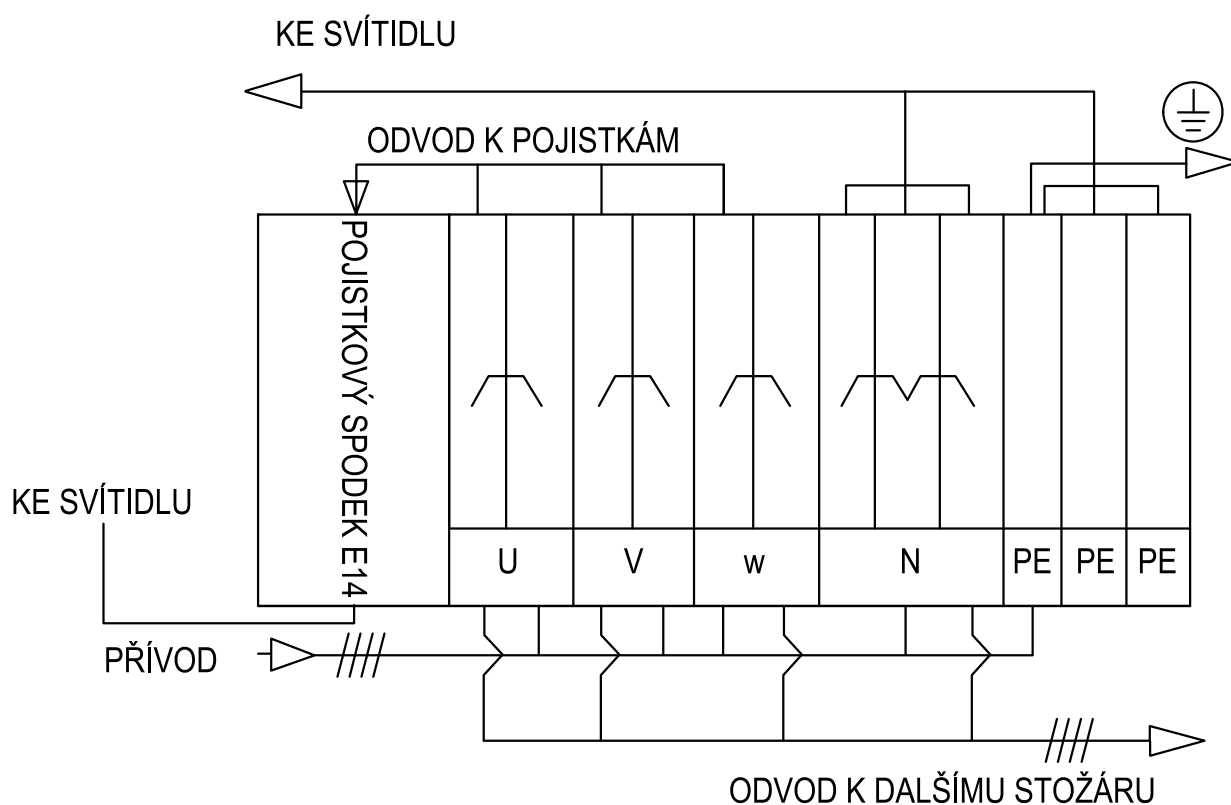 KE SVÍTIDLU
ODVOD K POJISTKÁM
POJISTKOVÝ SPODEK E14
KE SVÍTIDLU
U
V
w
N
PE
PE
PE
PŘÍVOD
ODVOD K DALŠÍMU STOŽÁRU